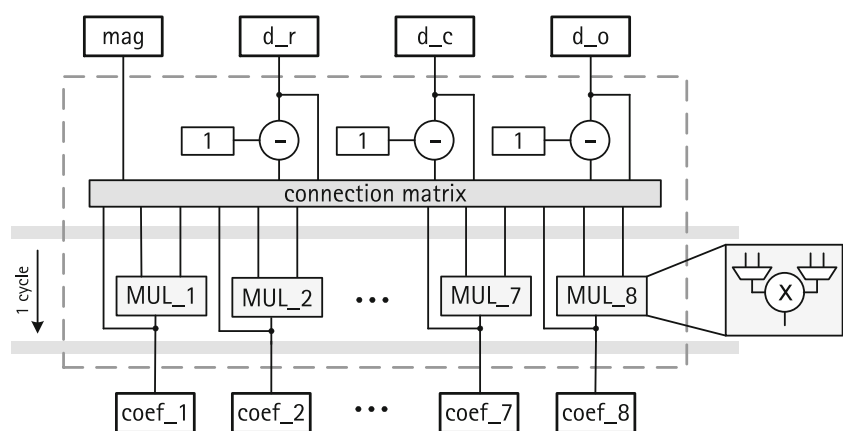 mag d_r d_c d_o
1 - 1 - 1 -
connection matrix
1 cycle
MUL_1 MUL_2 ... MUL_7 MUL_8
X
coef_1 coef_2 ... coef_7 coef_8